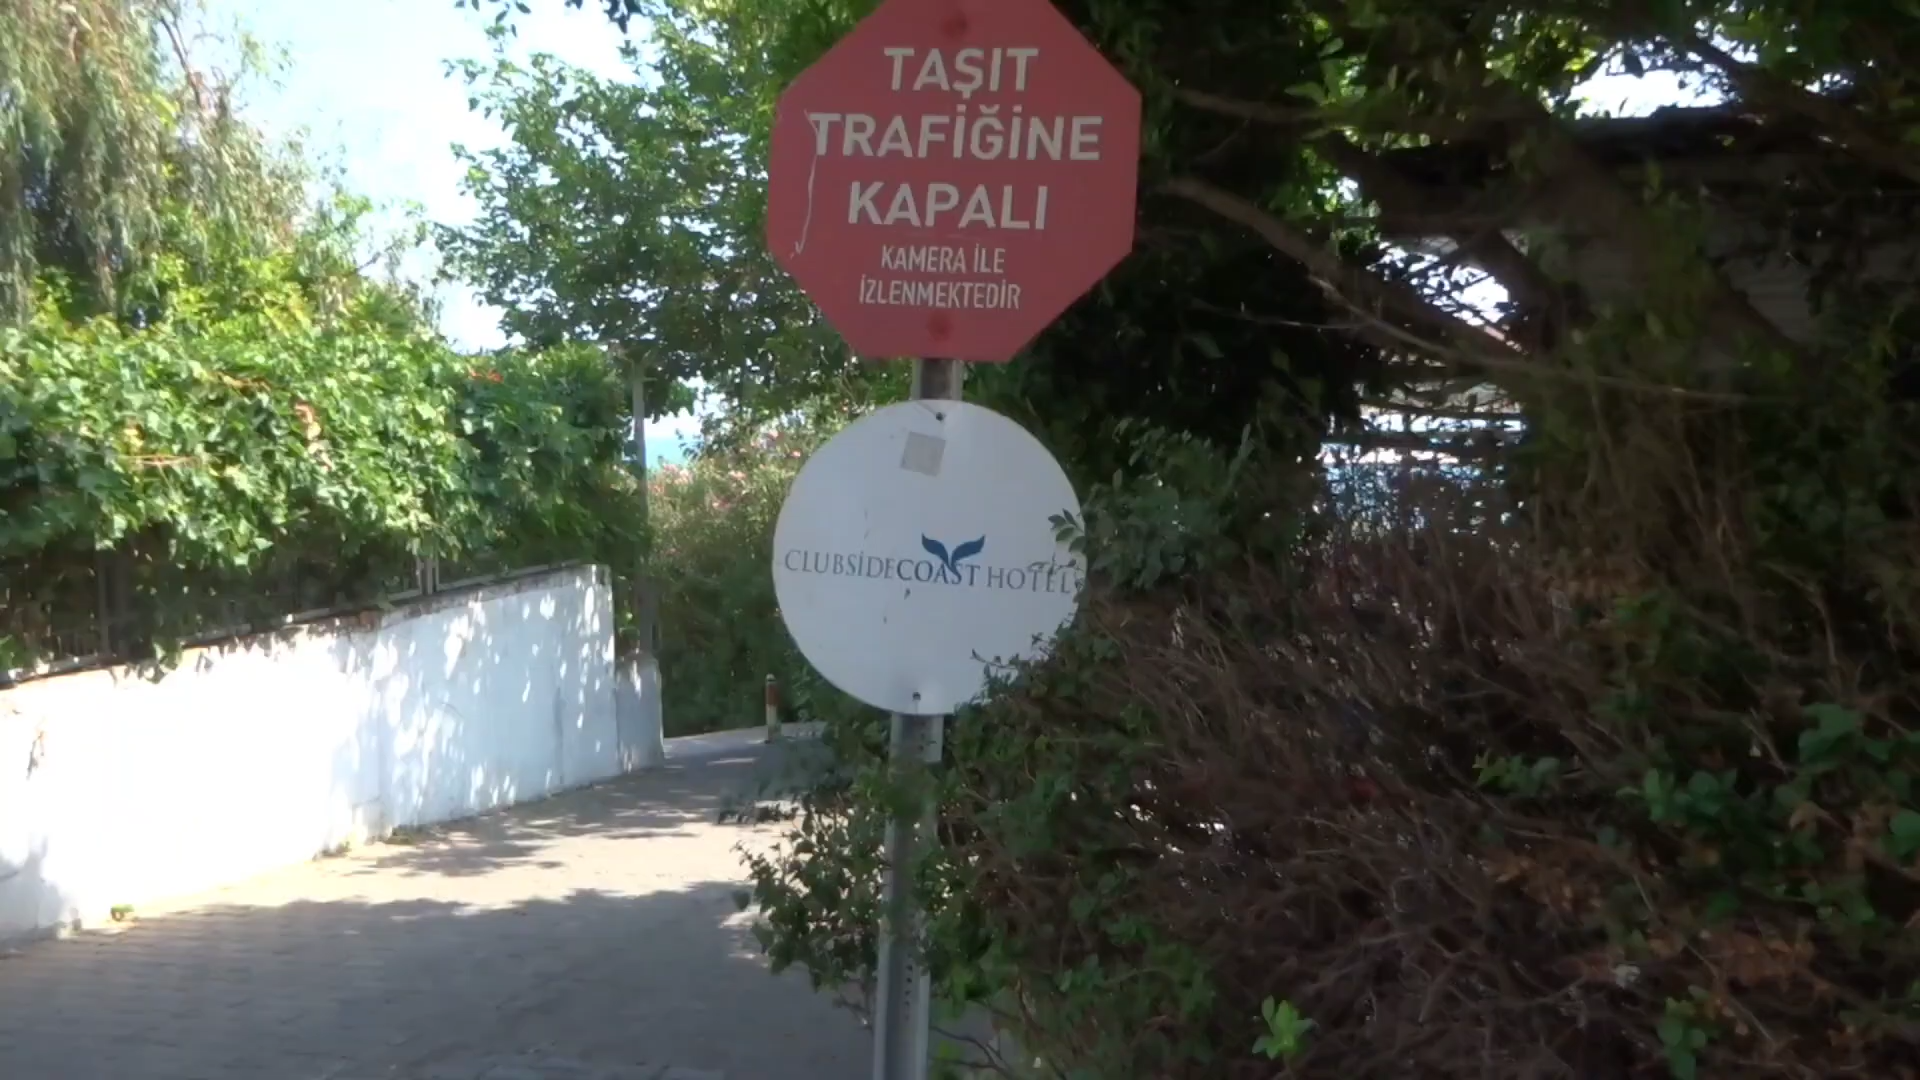 TAŞIT
TRAFİĞİNE
KAPALI
KAMERA İLE
İZLENMEKTEDİR
CLUBSİDECOAST HOTEL